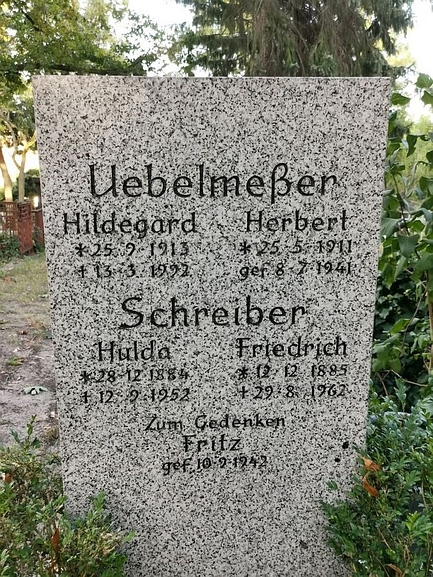 Uebelmeßer
Hildegard Herbert
* 25 · 9 · 1913 * 25 · 5 · 1911
+ 13 · 3 · 1992 gef. 8 · 7 · 1941
Schreiber
Hulda Friedrich
* 28 · 12 · 1884 * 12 · 12 · 1885
+ 12 · 9 · 1952 + 29 · 8 · 1962
Zum Gedenken
Fritz
gef. 10 · 9 · 1942